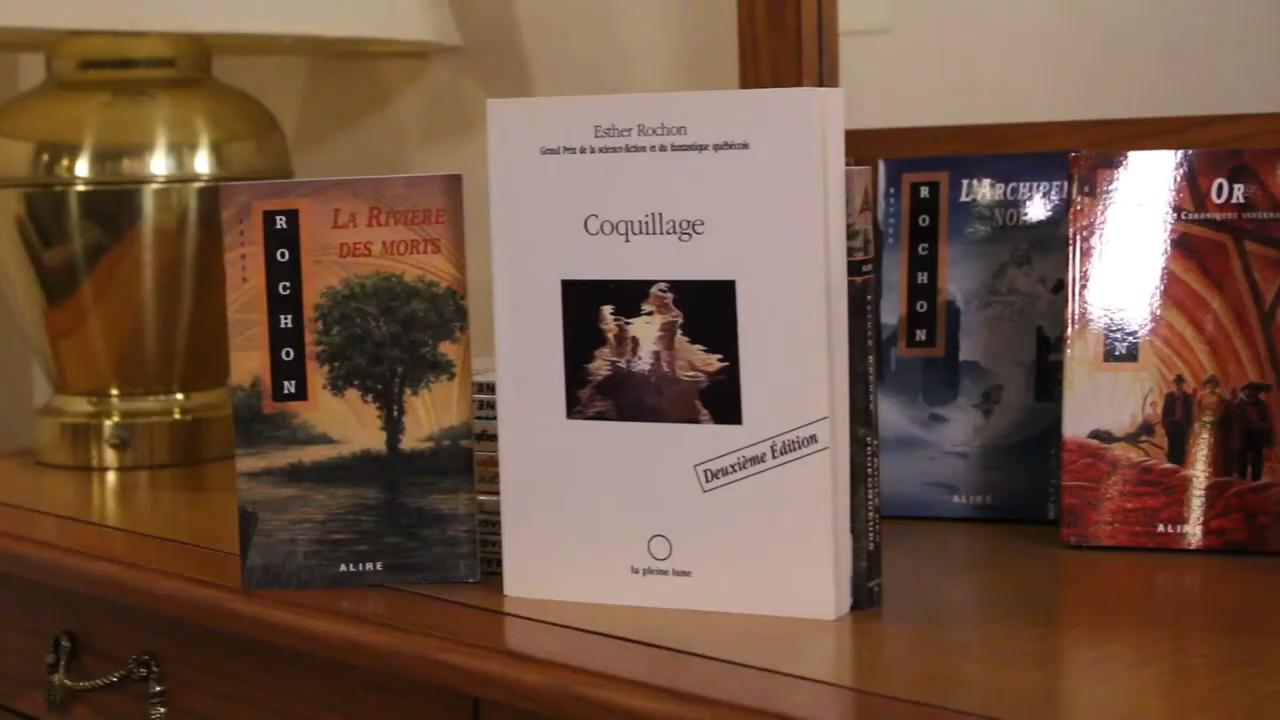 ROCHON
LA RIVIÈRE
DES MORTS
ALIRE
Esther Rochon
Grand Prix de la science-fiction et du fantastique québécois
Coquillage
Deuxième Édition
la pleine lune
ROCHON
L'ARCHIPEL
NOIR
ALIRE
OR
ALIRE